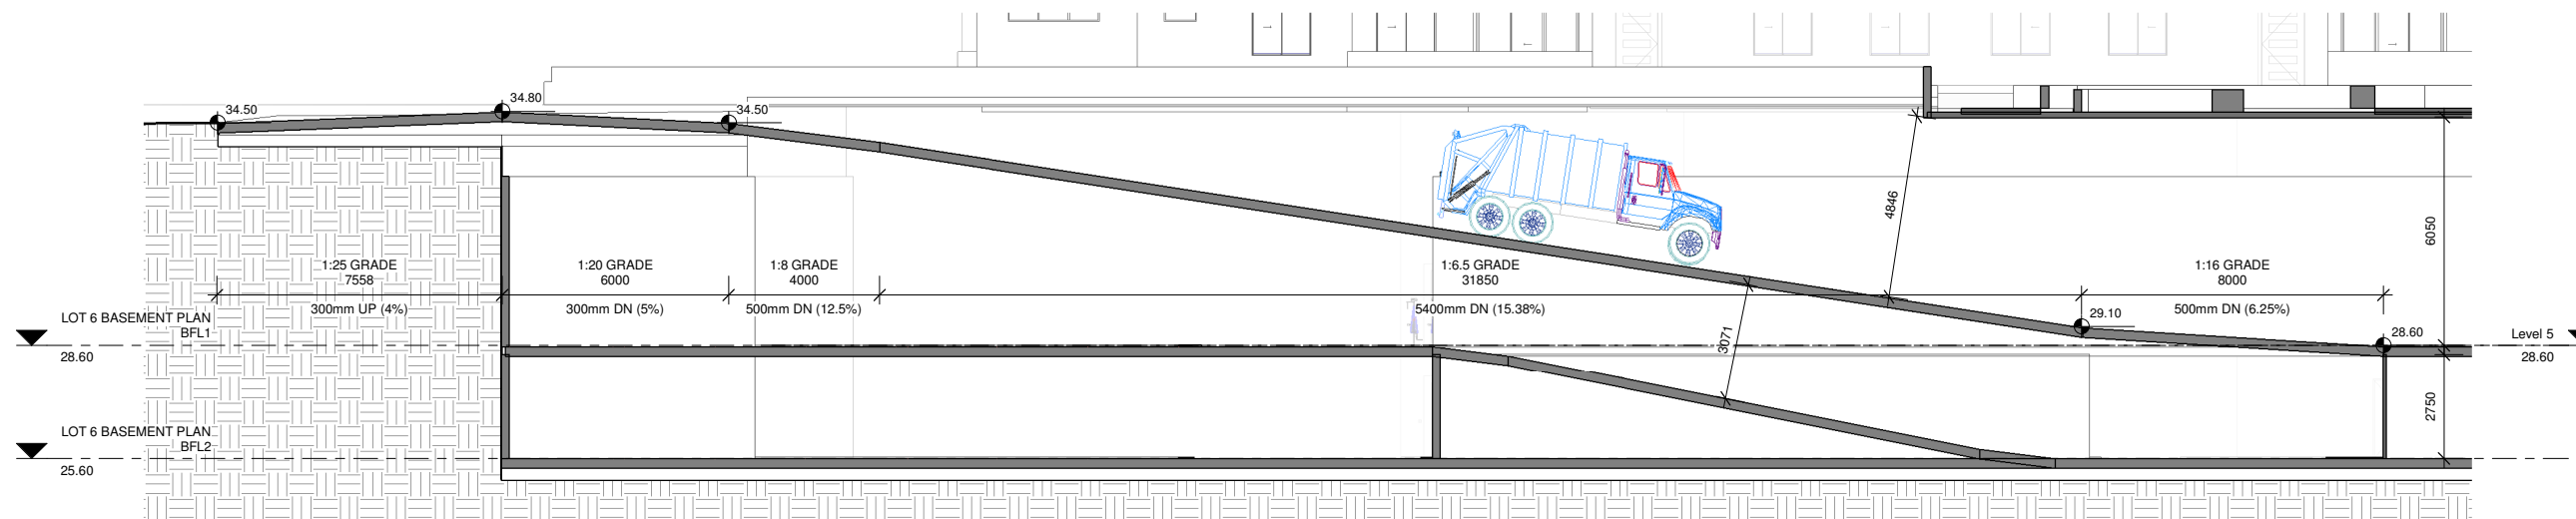 34.50
34.80
34.50
4846
6050
1:25 GRADE
7558
300mm UP (4%)
1:20 GRADE
6000
300mm DN (5%)
1:8 GRADE
4000
500mm DN (12.5%)
1:6.5 GRADE
31850
5400mm DN (15.38%)
1:16 GRADE
8000
500mm DN (6.25%)
LOT 6 BASEMENT PLAN
BFL1
28.60
3071
29.10
28.60
Level 5
28.60
2750
LOT 6 BASEMENT PLAN
BFL2
25.60